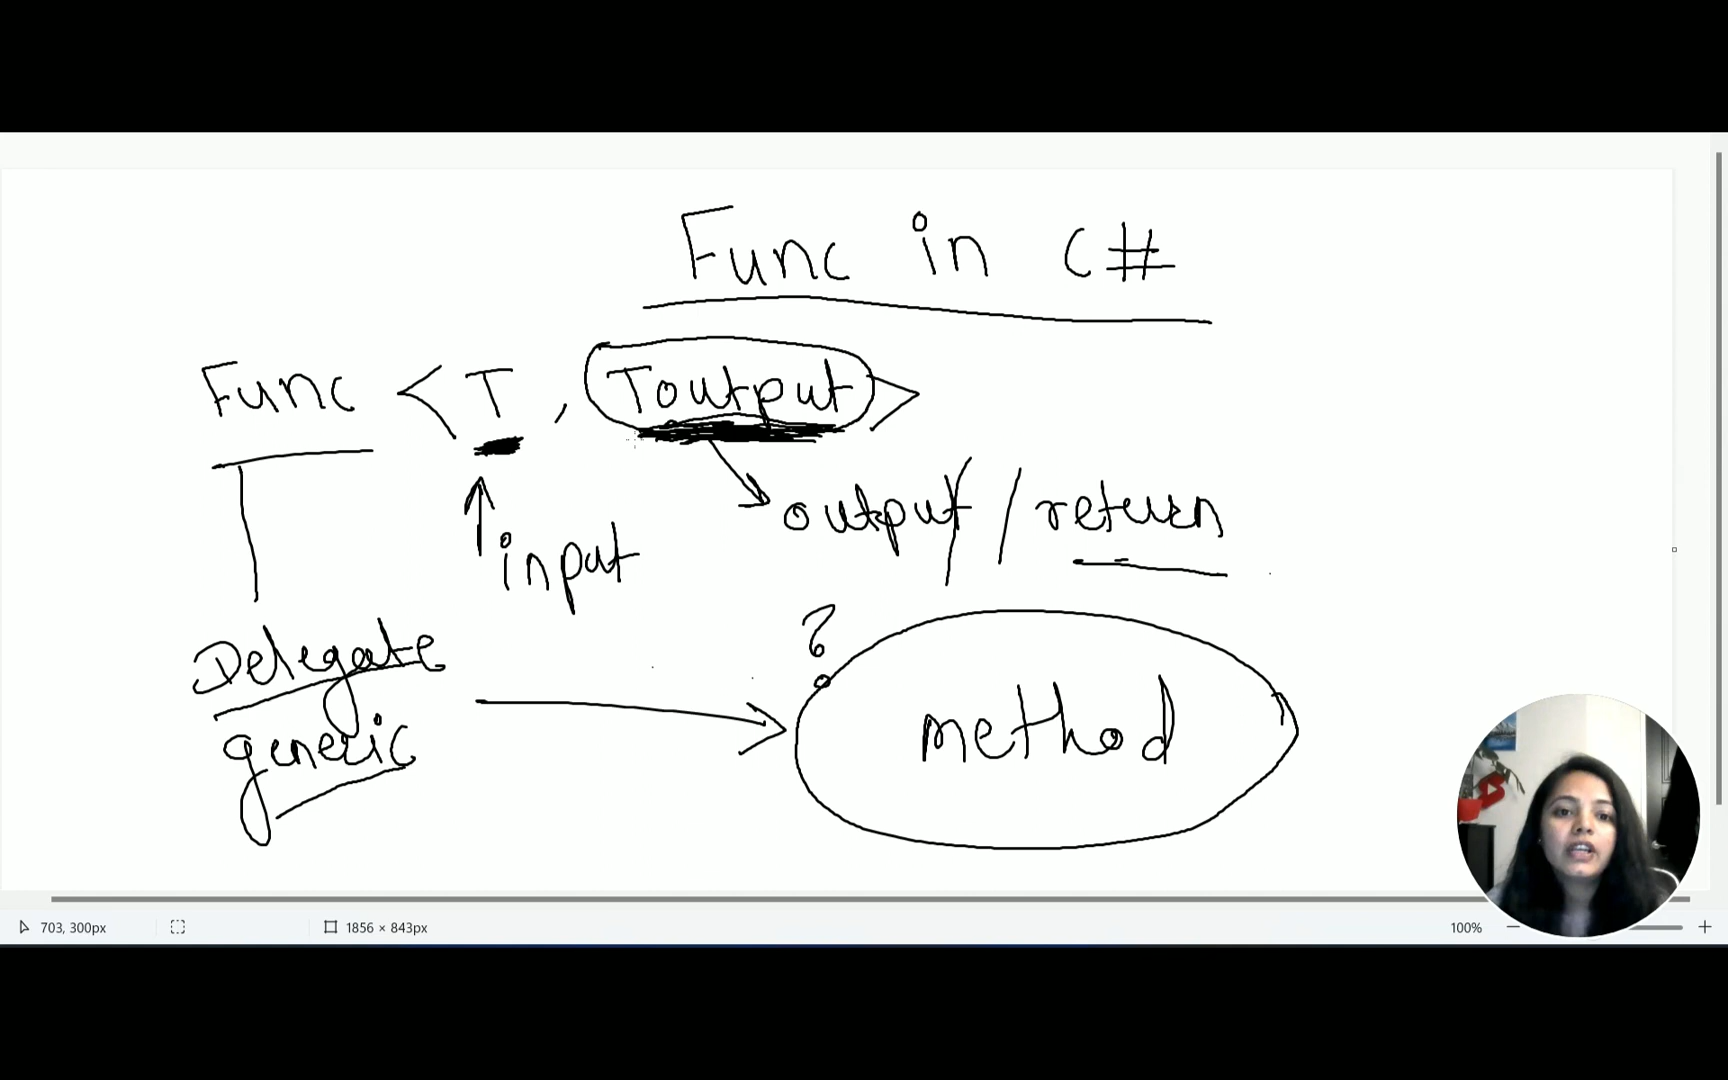 Func in C#
Func <T, Toutput>
input
output / return
Delegate
generic
?
method
703, 300px
1856 × 843px
100%